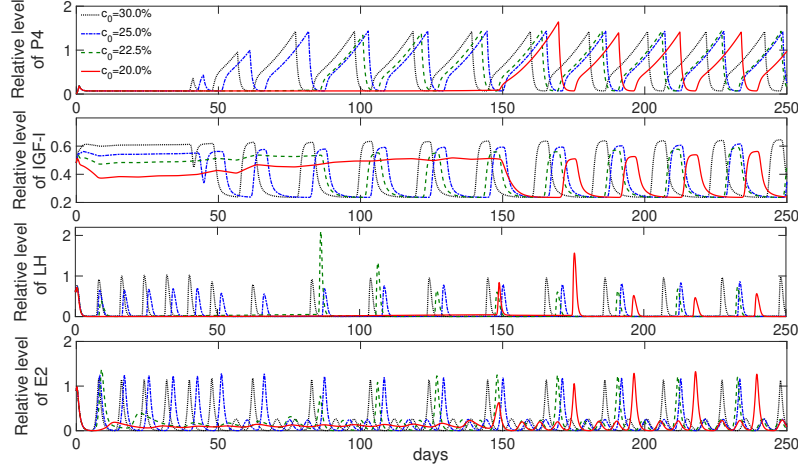 Relative level
of P4
2
1
0
c₀=30.0%
c₀=25.0%
c₀=22.5%
c₀=20.0%
0 50 100 150 200 250
Relative level
of IGF-I
0.6
0.4
0.2
0 50 100 150 200 250
Relative level
of LH
2
1
0
0 50 100 150 200 250
Relative level
of E2
2
1
0
0 50 100 150 200 250
days